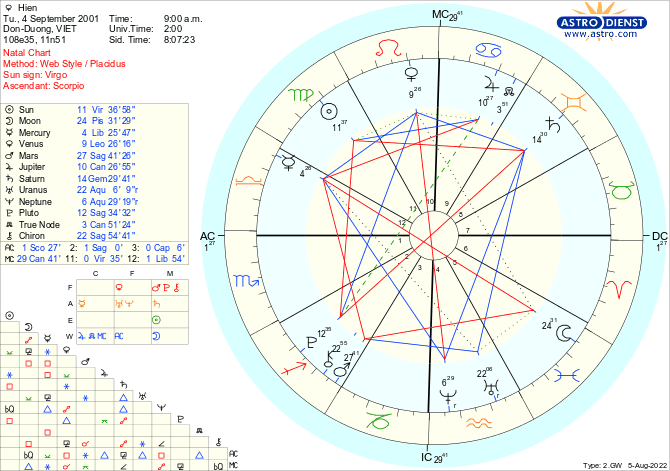 ♀ Hien
Tu., 4 September 2001 Time: 9:00 a.m.
Don-Duong, VIET Univ.Time: 2:00
108e35, 11n51 Sid. Time: 8:07:23
Natal Chart
Method: Web Style / Placidus
Sun sign: Virgo
Ascendant: Scorpio
ASTRO DIENST
www.astro.com
☉ Sun 11 Vir 36'58"
☽ Moon 24 Pis 31'29"
☿ Mercury 4 Lib 25'47"
♀ Venus 9 Leo 26'16"
♂ Mars 27 Sag 41'26"
♃ Jupiter 10 Can 26'55"
♄ Saturn 14 Gem 29'41"
♅ Uranus 22 Aqu 6' 9"r
♆ Neptune 6 Aqu 29'19"r
♇ Pluto 12 Sag 34'32"
☊ True Node 3 Can 51'24"
⚷ Chiron 22 Sag 54'41"
AC 1 Sco 27' 2: 1 Sag 0' 3: 0 Cap 6'
MC 29 Can 41' 11: 0 Vir 35' 12: 1 Lib 54'
C F M
F ♀ ♂ ♇ ⚷
A ☿ ♅ ♆ ♄
E ☉
W ♃ ☊ MC AC ☽
MC 29 41
9 26
10 27
3 51
14 30
11 37
4 26
AC 1 27
DC 1 27
12 35
22 55
27 41
6 29
r
22 06
r
24 31
IC 29 41
1
2
3
4
5
6
7
8
9
10
11
12
AC
MC
Type: 2.GW 5-Aug-2022